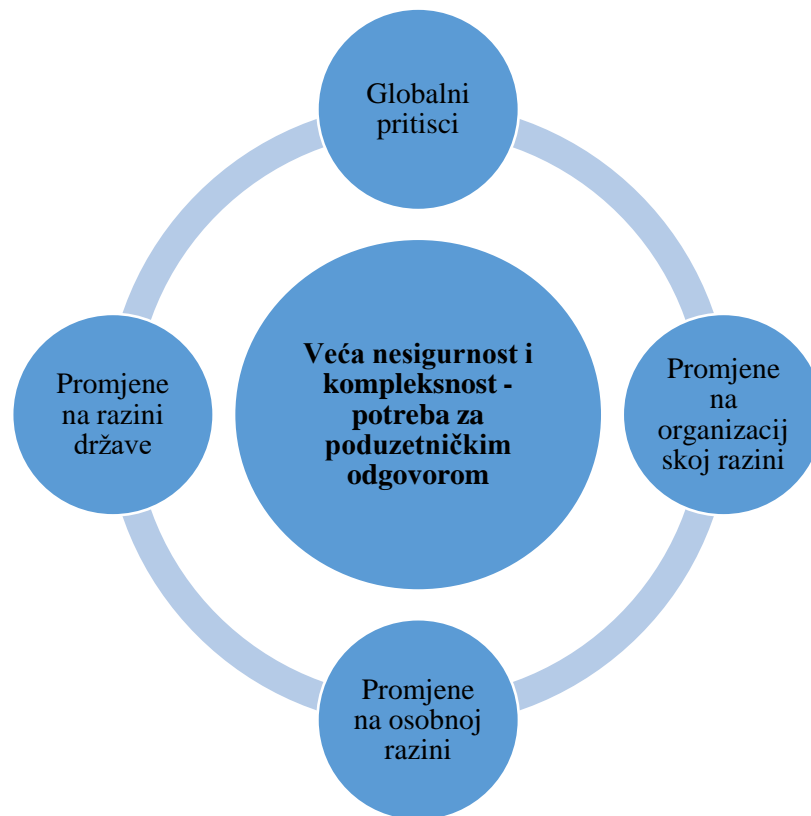 Globalni
pritisci
Veća nesigurnost i
kompleksnost -
potreba za
poduzetničkim
odgovorom
Promjene
na razini
države
Promjene
na
organizacij
skoj razini
Promjene
na osobnoj
razini